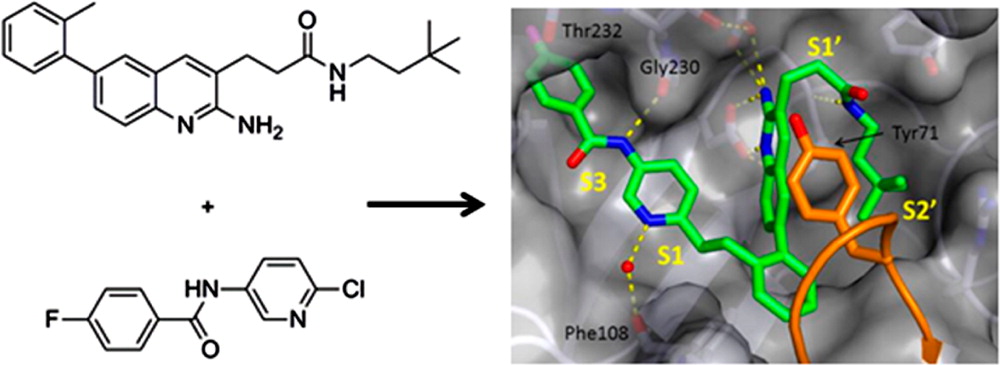 O
N
H
N
NH2
+
HN
Cl
N
F
O
Thr232
S1’
Gly230
Tyr71
S3
S2’
S1
Phe108